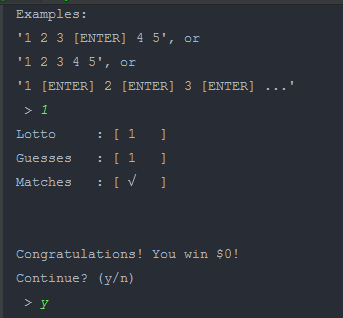 Examples:
'1 2 3 [ENTER] 4 5', or
'1 2 3 4 5', or
'1 [ENTER] 2 [ENTER] 3 [ENTER] ...'
> 1
Lotto     : [ 1   ]
Guesses   : [ 1   ]
Matches   : [ √   ]
Congratulations! You win $0!
Continue? (y/n)
> y